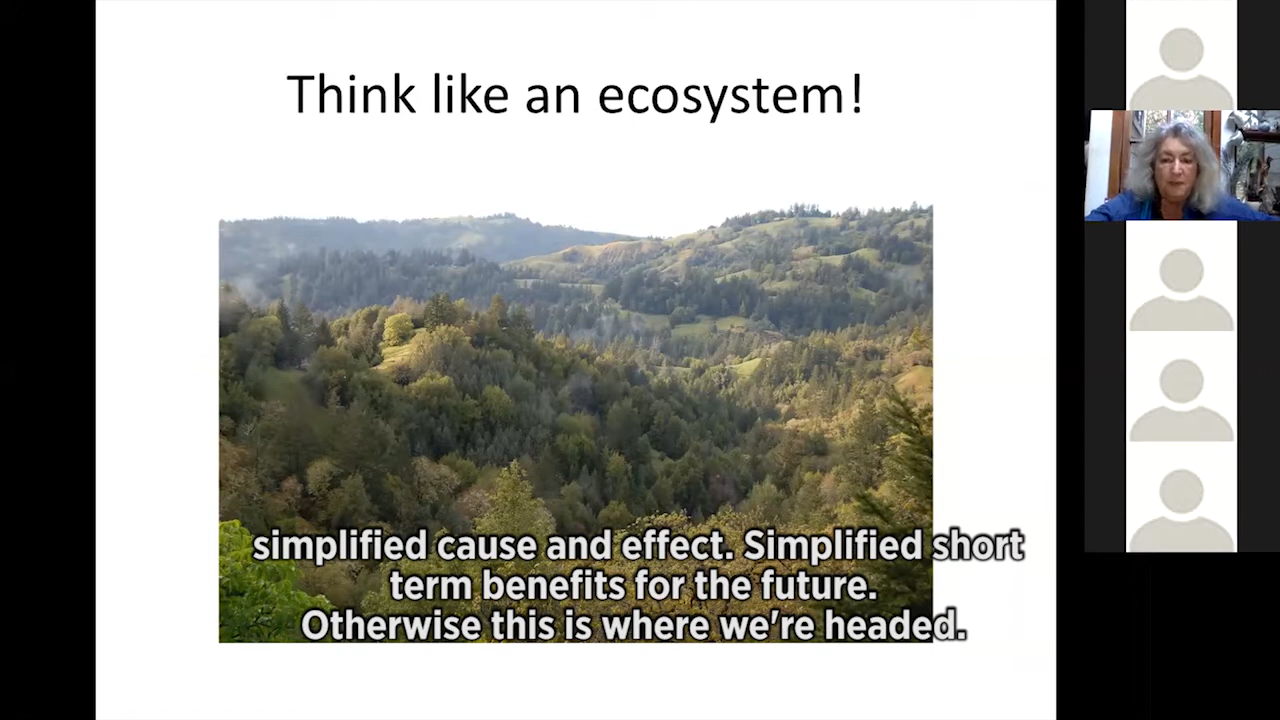 Think like an ecosystem!
simplified cause and effect. Simplified short
term benefits for the future.
Otherwise this is where we're headed.